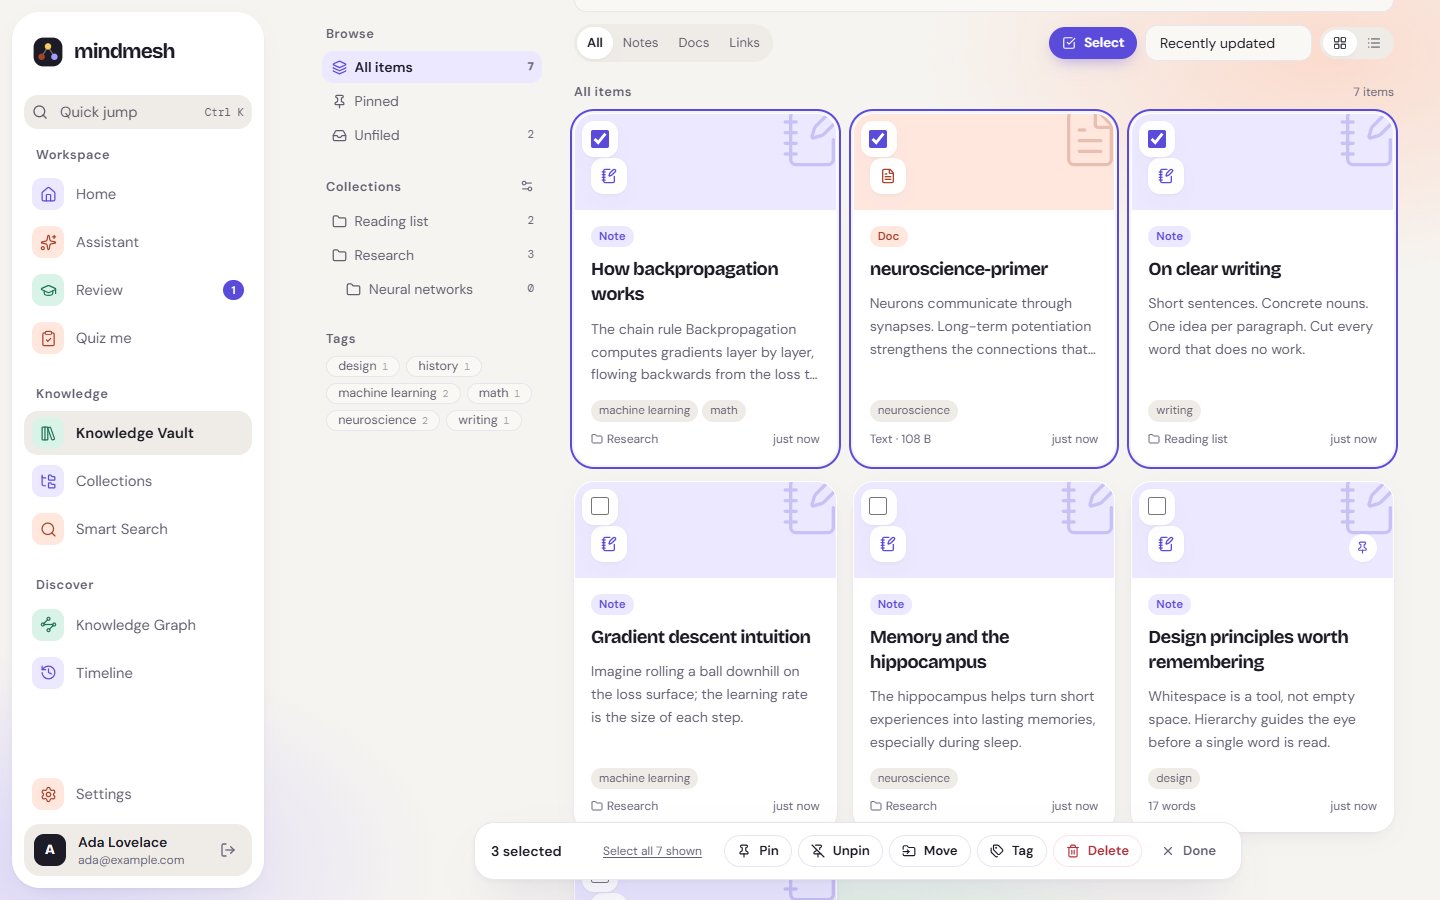 mindmesh
Quick jump Ctrl K
Workspace
Home
Assistant
Review 1
Quiz me
Knowledge
Knowledge Vault
Collections
Smart Search
Discover
Knowledge Graph
Timeline
Settings
A Ada Lovelace
ada@example.com
Browse
All items 7
Pinned
Unfiled 2
Collections
Reading list 2
Research 3
Neural networks 0
Tags
design 1 history 1
machine learning 2 math 1
neuroscience 2 writing 1
All Notes Docs Links
Select Recently updated
All items 7 items
Note
How backpropagation
works
The chain rule Backpropagation
computes gradients layer by layer,
flowing backwards from the loss t…
machine learning math
Research just now
Doc
neuroscience-primer
Neurons communicate through
synapses. Long-term potentiation
strengthens the connections that…
neuroscience
Text · 108 B just now
Note
On clear writing
Short sentences. Concrete nouns.
One idea per paragraph. Cut every
word that does no work.
writing
Reading list just now
Note
Gradient descent intuition
Imagine rolling a ball downhill on
the loss surface; the learning rate
is the size of each step.
machine learning
Research just now
Note
Memory and the
hippocampus
The hippocampus helps turn short
experiences into lasting memories,
especially during sleep.
neuroscience
Research just now
Note
Design principles worth
remembering
Whitespace is a tool, not empty
space. Hierarchy guides the eye
before a single word is read.
design
17 words just now
3 selected Select all 7 shown Pin Unpin Move Tag Delete Done